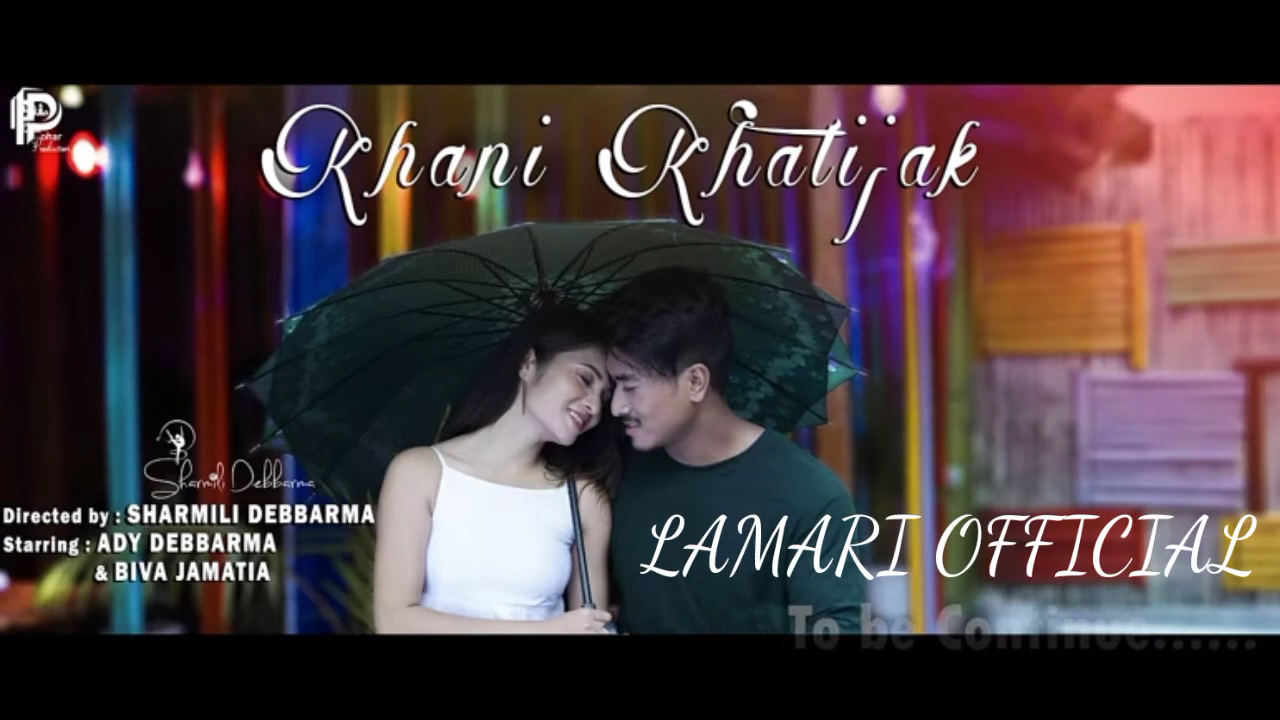 Khani Khatijak
Sharmili Debbarma
Directed by : SHARMILI DEBBARMA
Starring : ADY DEBBARMA
& BIVA JAMATIA
LAMARI OFFICIAL
To be Continue......